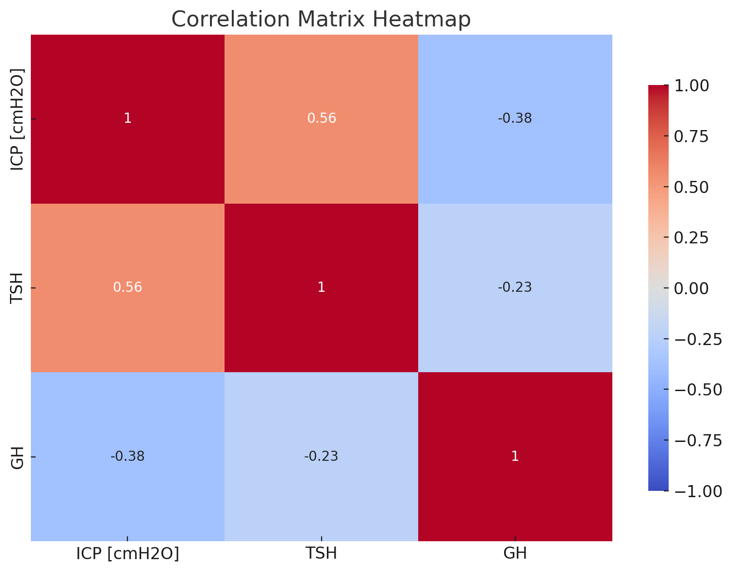 Correlation Matrix Heatmap
ICP [cmH2O]
1
0.56
-0.38
TSH
0.56
1
-0.23
GH
-0.38
-0.23
1
ICP [cmH2O]
TSH
GH
1.00
0.75
0.50
0.25
0.00
−0.25
−0.50
−0.75
−1.00